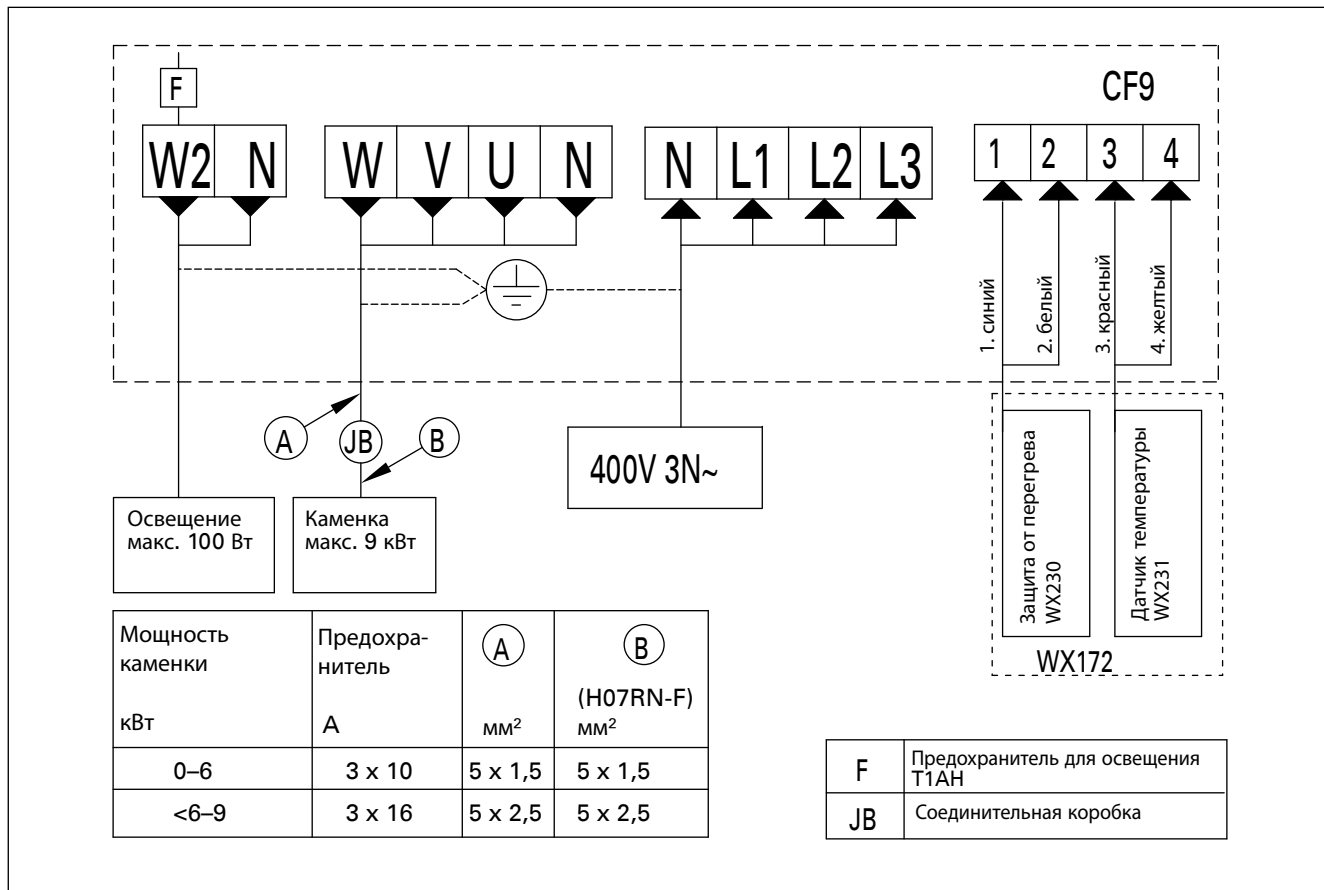 F
CF9
W2 N
W V U N
N L1 L2 L3
1 2 3 4
1. синий
2. белый
3. красный
4. желтый
A
JB
B
400V 3N~
Освещение
макс. 100 Вт
Каменка
макс. 9 кВт
Защита от перегрева
WX230
Датчик температуры
WX231
WX172
Мощность
каменки
кВт
Предохра-
нитель
А
A
мм²
B
(H07RN-F)
мм²
0–6 3 x 10 5 x 1,5 5 x 1,5
<6–9 3 x 16 5 x 2,5 5 x 2,5
F Предохранитель для освещения
T1AH
JB Соединительная коробка